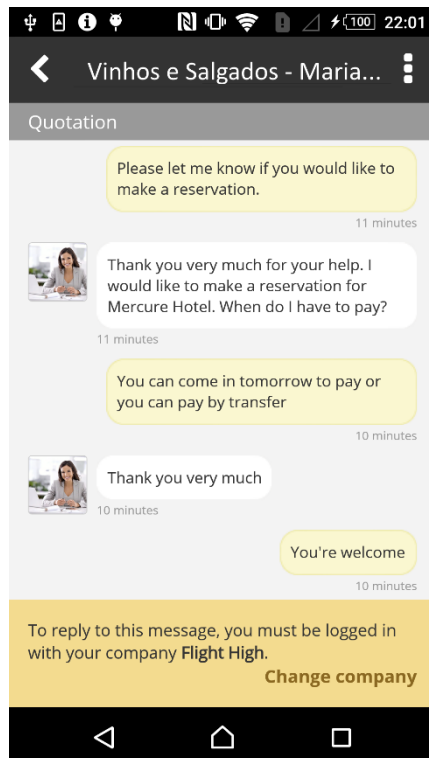 100 22:01
Vinhos e Salgados - Maria...
Quotation
Please let me know if you would like to
make a reservation.
11 minutes
Thank you very much for your help. I
would like to make a reservation for
Mercure Hotel. When do I have to pay?
11 minutes
You can come in tomorrow to pay or
you can pay by transfer
10 minutes
Thank you very much
10 minutes
You're welcome
10 minutes
To reply to this message, you must be logged in
with your company Flight High.
Change company